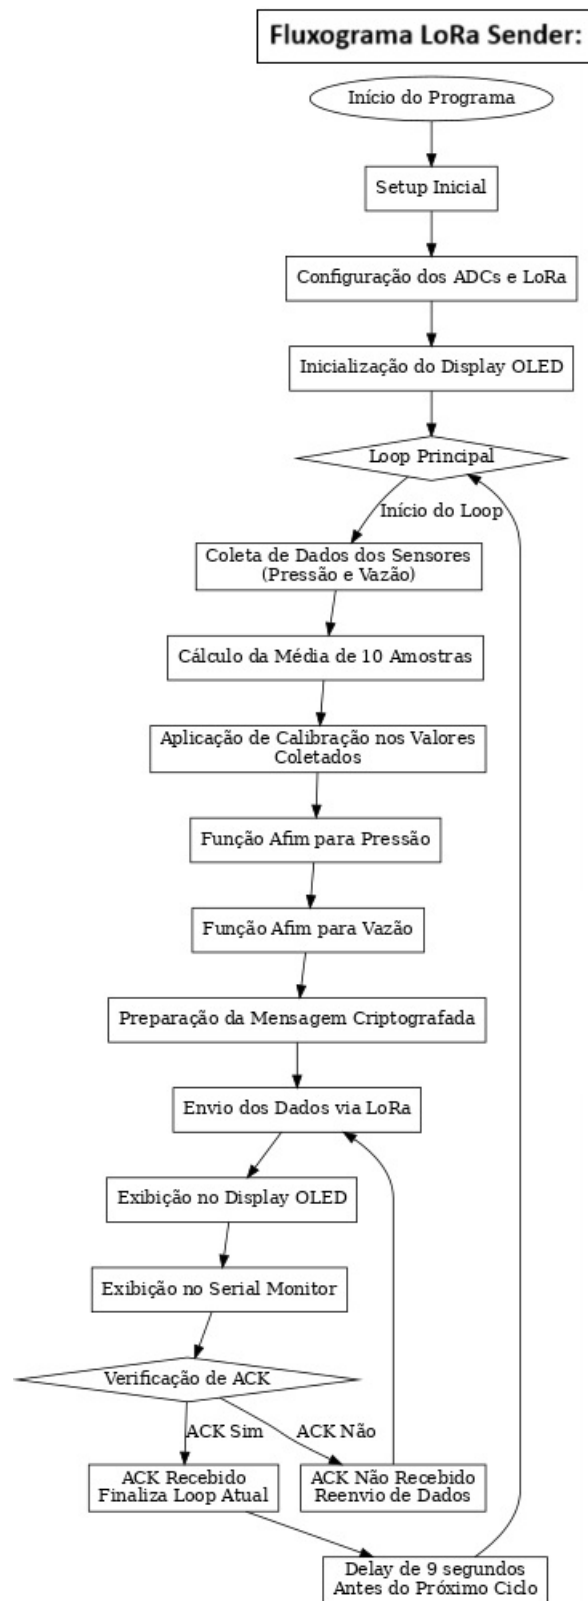 Fluxograma LoRa Sender:
Início do Programa
Setup Inicial
Configuração dos ADCs e LoRa
Inicialização do Display OLED
Loop Principal
Início do Loop
Coleta de Dados dos Sensores
(Pressão e Vazão)
Cálculo da Média de 10 Amostras
Aplicação de Calibração nos Valores
Coletados
Função Afim para Pressão
Função Afim para Vazão
Preparação da Mensagem Criptografada
Envio dos Dados via LoRa
Exibição no Display OLED
Exibição no Serial Monitor
Verificação de ACK
ACK Sim
ACK Não
ACK Recebido
Finaliza Loop Atual
ACK Não Recebido
Reenvio de Dados
Delay de 9 segundos
Antes do Próximo Ciclo